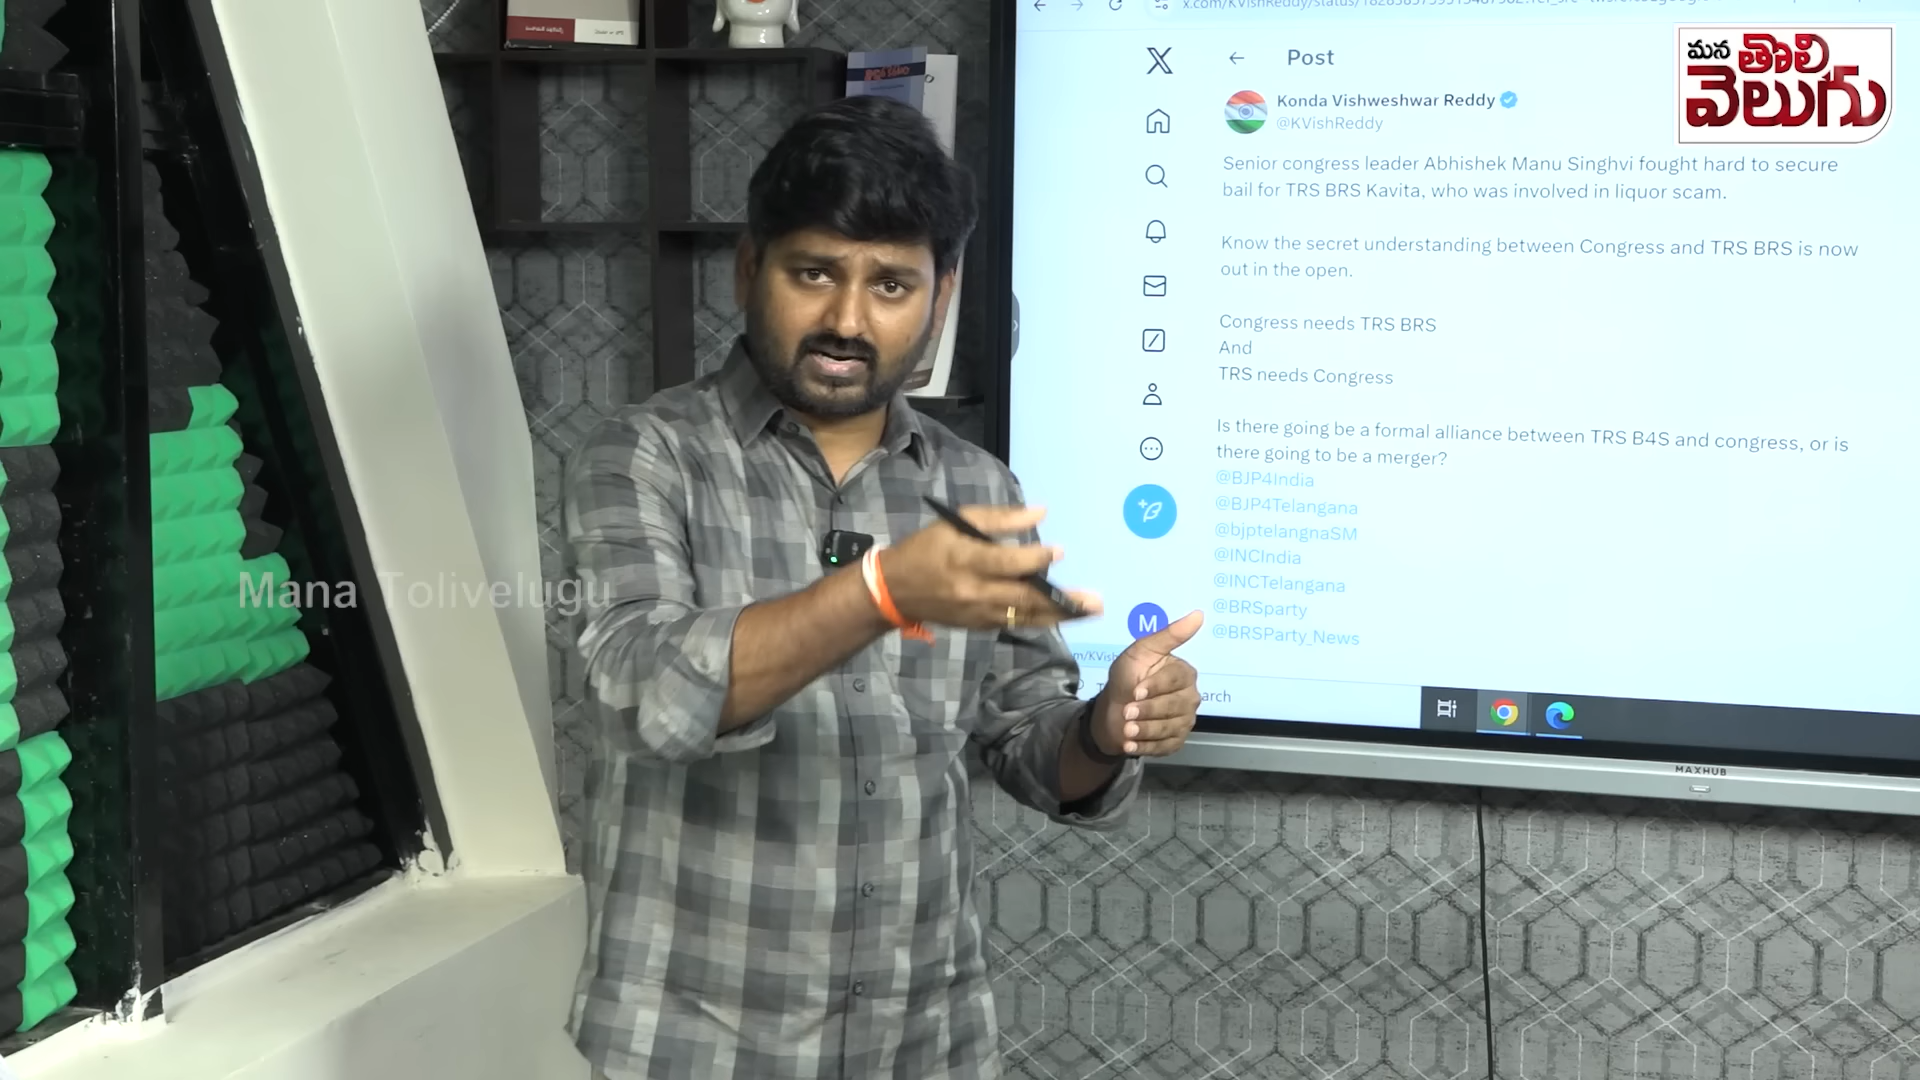 Post
మన తొలి
వెలుగు
Konda Vishweshwar Reddy
@KVishReddy
Senior congress leader Abhishek Manu Singhvi fought hard to secure
bail for TRS BRS Kavita, who was involved in liquor scam.
Know the secret understanding between Congress and TRS BRS is now
out in the open.
Congress needs TRS BRS
And
TRS needs Congress
Is there going be a formal alliance between TRS B4S and congress, or is
there going to be a merger?
@BJP4India
@BJP4Telangana
@bjptelangnaSM
@INCIndia
@INCTelangana
@BRSparty
@BRSParty_News
M
Mana Tolivelugu
MAXHUB